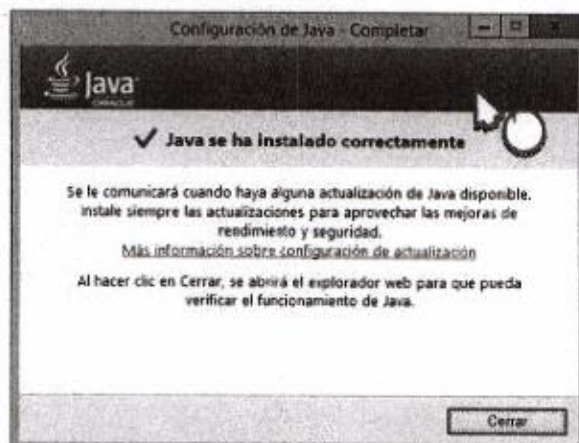 Configuración de Java - Completar
Java
ORACLE
Java se ha instalado correctamente
Se le comunicará cuando haya alguna actualización de Java disponible.
Instale siempre las actualizaciones para aprovechar las mejoras de
rendimiento y seguridad.
Más información sobre configuración de actualización
Al hacer clic en Cerrar, se abrirá el explorador web para que pueda
verificar el funcionamiento de Java.
Cerrar